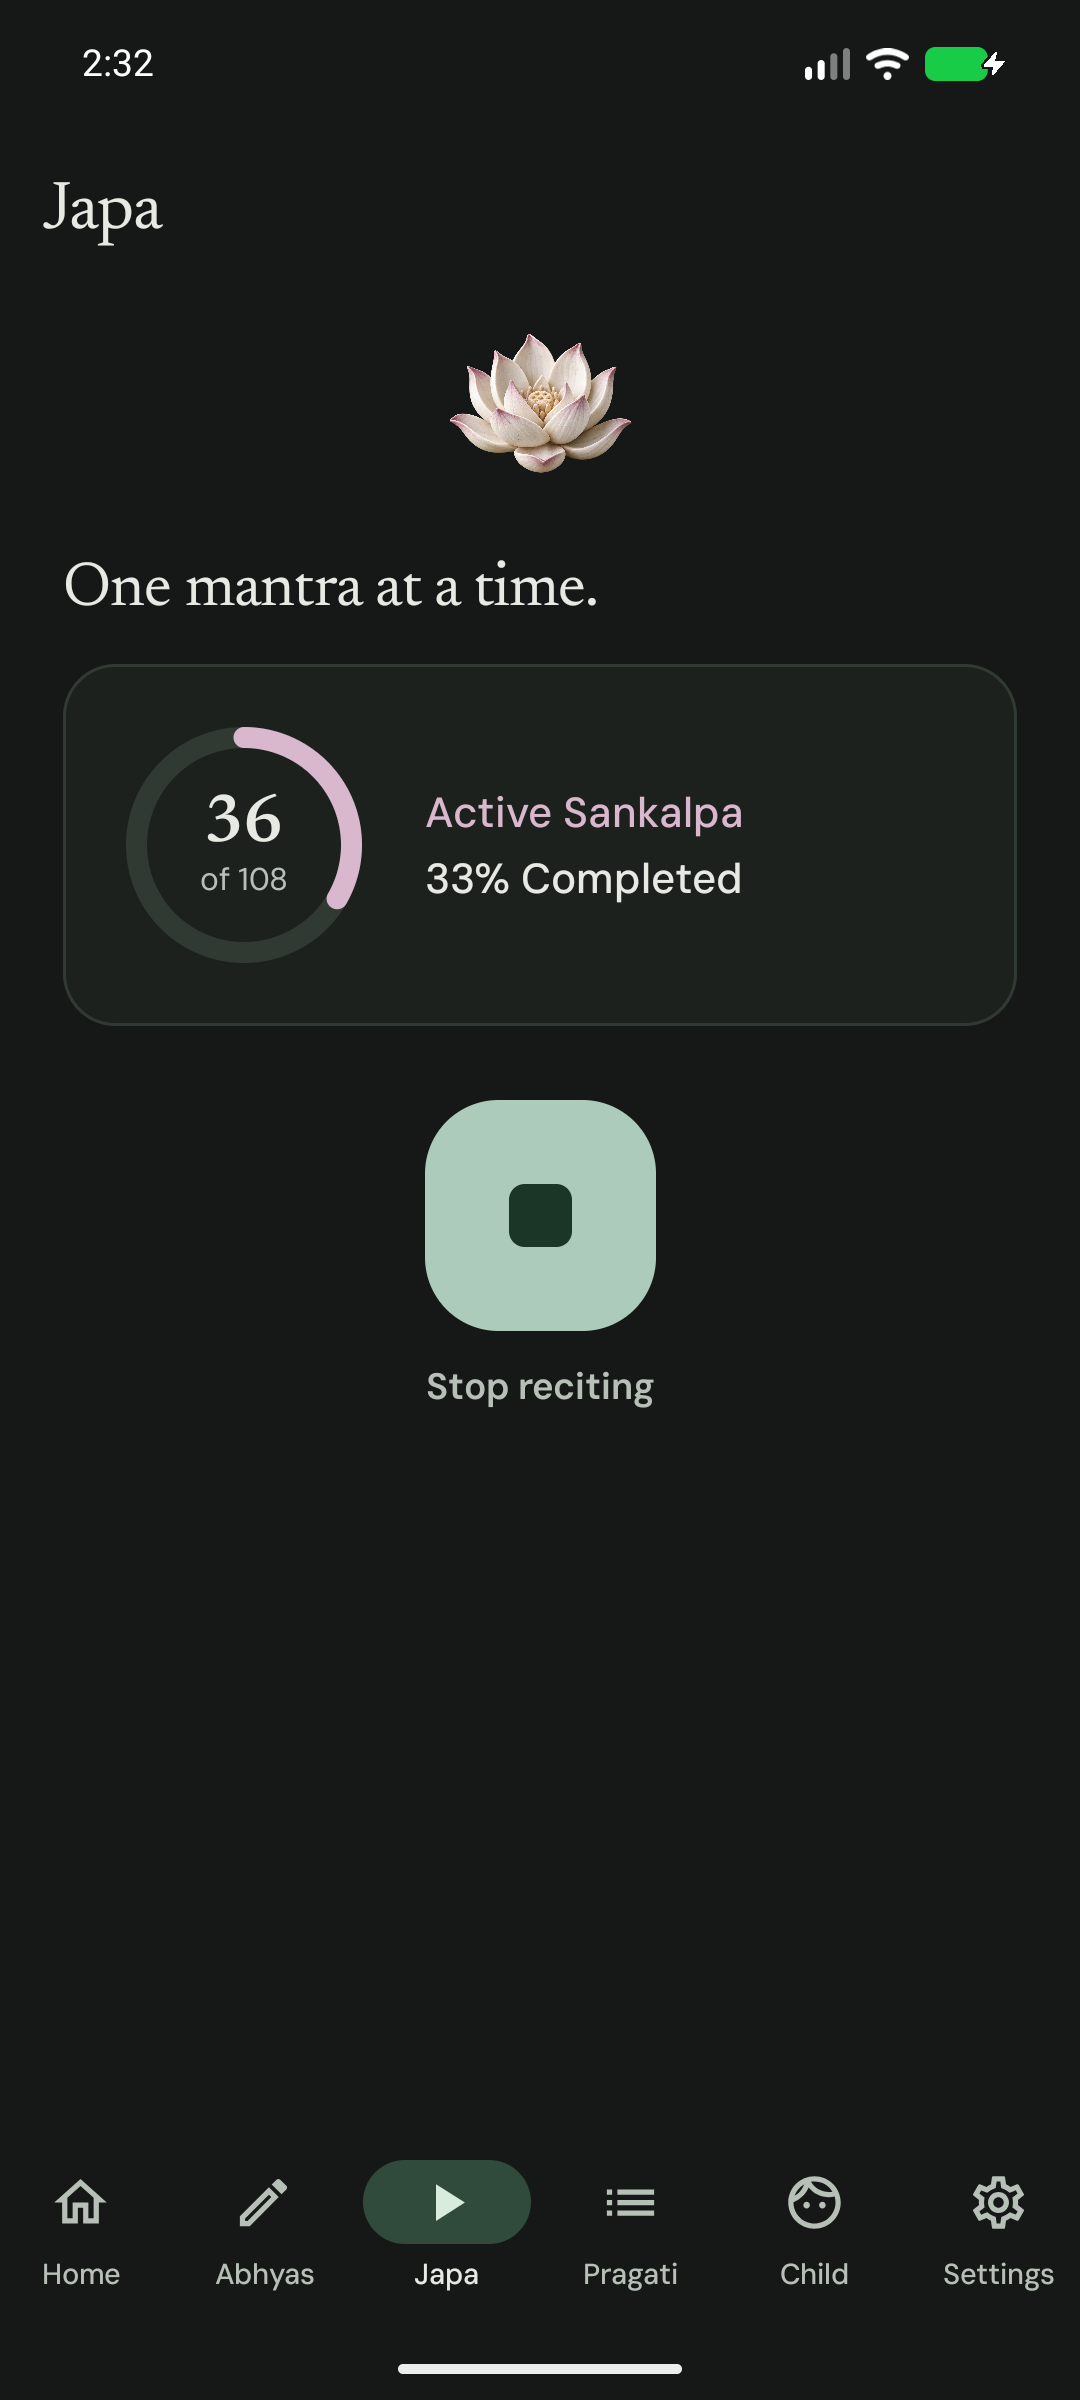 2:32
Japa
One mantra at a time.
36
of 108
Active Sankalpa
33% Completed
Stop reciting
Home
Abhyas
Japa
Pragati
Child
Settings